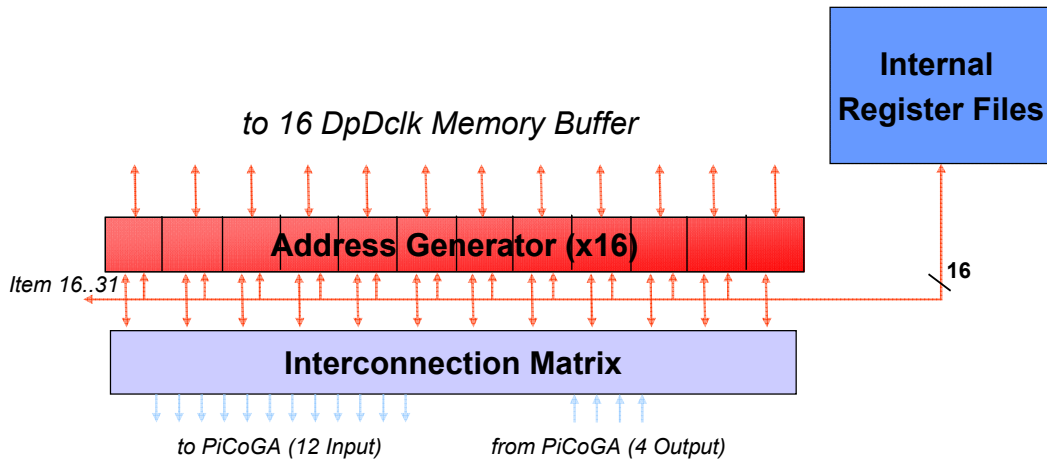 Internal
Register Files
to 16 DpDclk Memory Buffer
Address Generator (x16)
Item 16..31
16
Interconnection Matrix
to PiCoGA (12 Input)
from PiCoGA (4 Output)